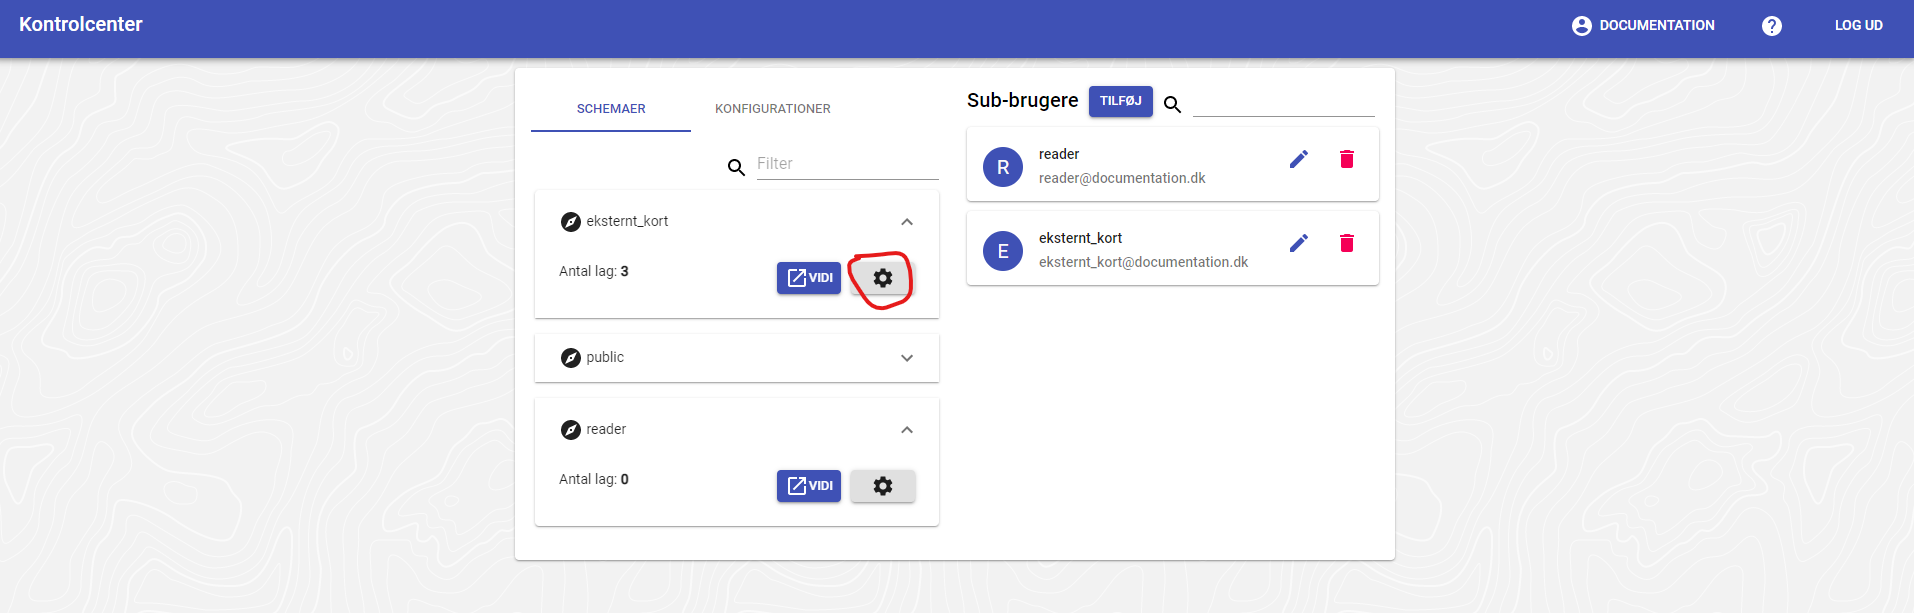 Kontrolcenter
DOCUMENTATION
?
LOG UD
SCHEMAER
KONFIGURATIONER
Filter
eksternt_kort
Antal lag: 3
VIDI
public
reader
Antal lag: 0
VIDI
Sub-brugere
TILFØJ
R
reader
reader@documentation.dk
E
eksternt_kort
eksternt_kort@documentation.dk